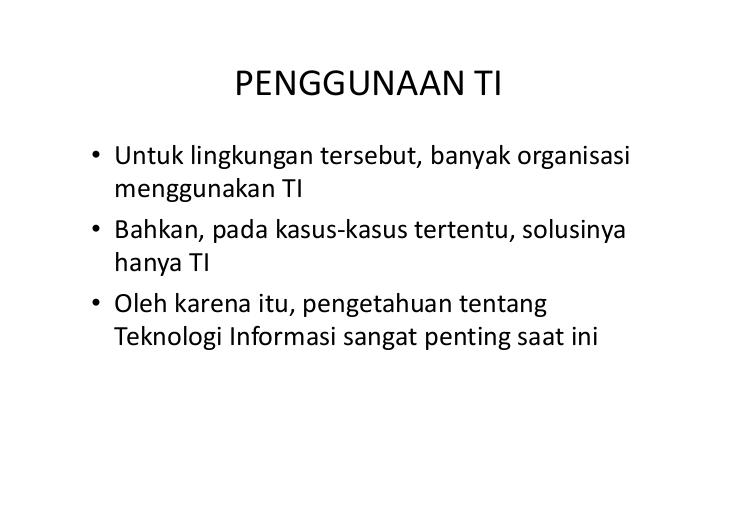 PENGGUNAAN TI
• Untuk lingkungan tersebut, banyak organisasi
menggunakan TI
• Bahkan, pada kasus-kasus tertentu, solusinya
hanya TI
• Oleh karena itu, pengetahuan tentang
Teknologi Informasi sangat penting saat ini